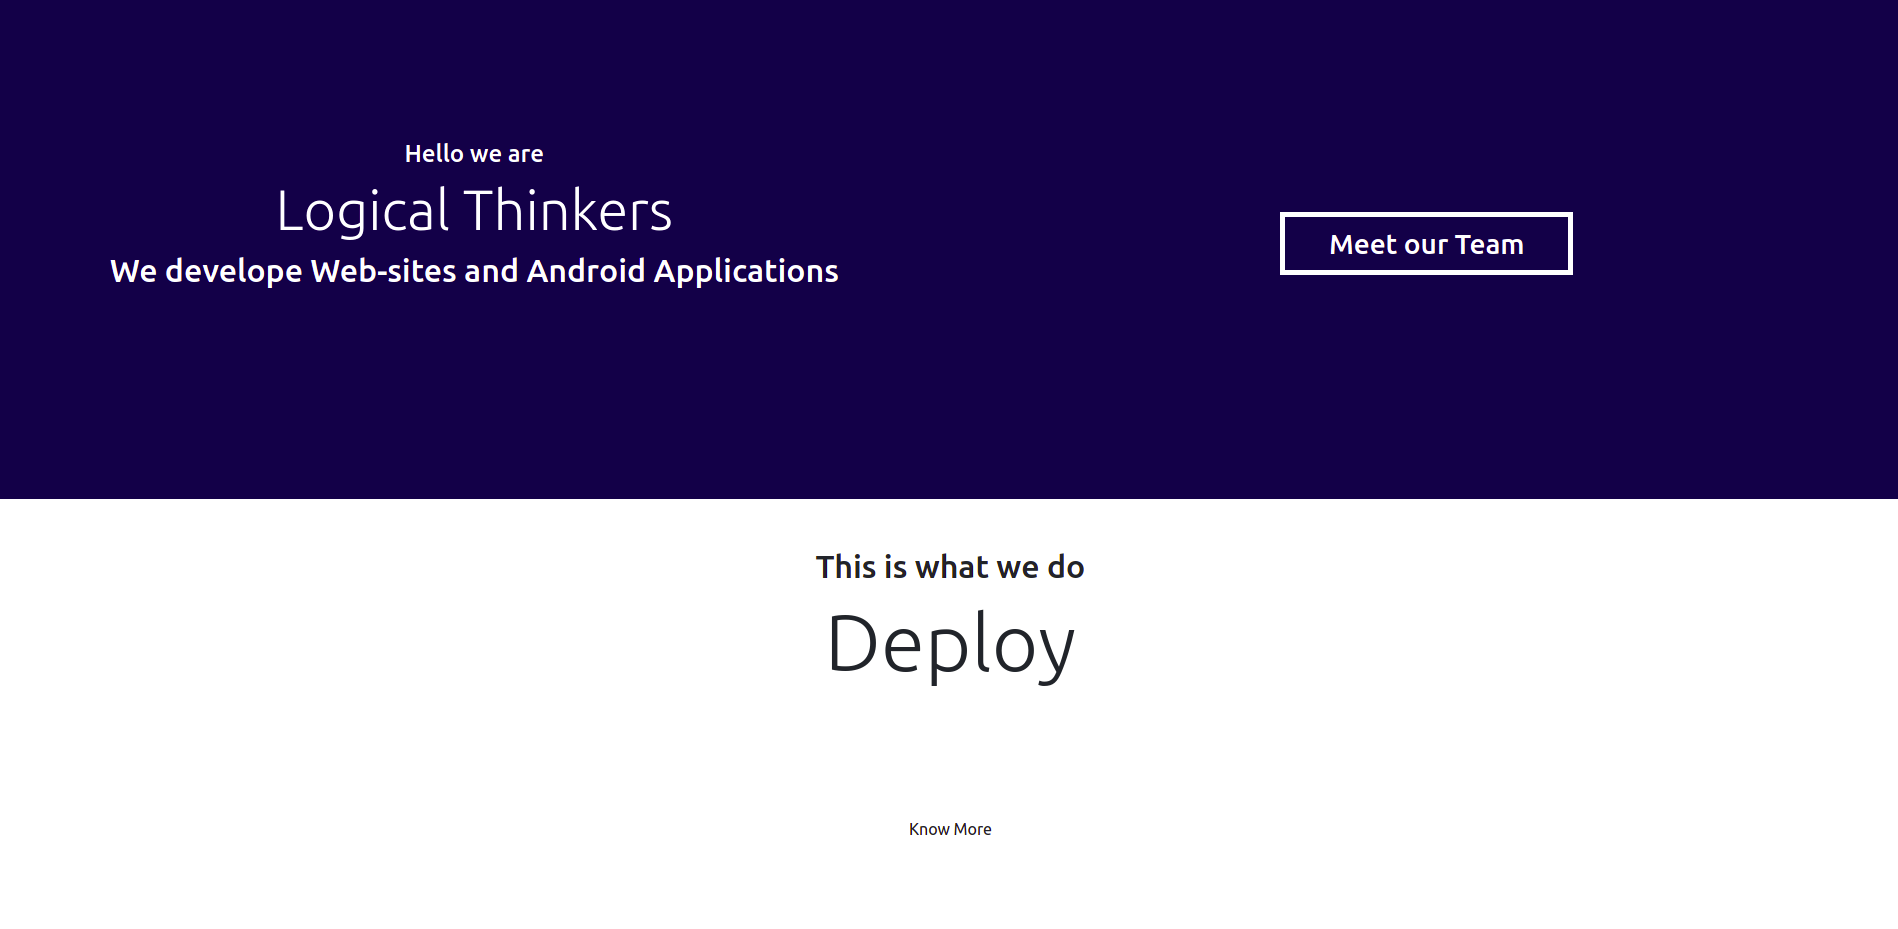 Hello we are
Logical Thinkers
We develope Web-sites and Android Applications
Meet our Team
This is what we do
Deploy
Know More